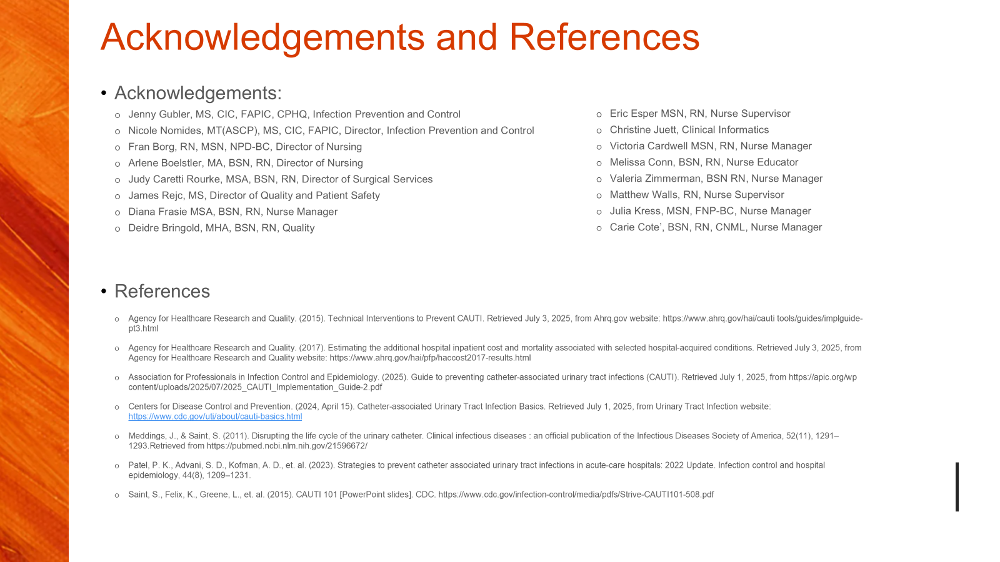 Acknowledgements and References
• Acknowledgements:
o Jenny Gubler, MS, CIC, FAPIC, CPHQ, Infection Prevention and Control
o Nicole Nomides, MT(ASCP), MS, CIC, FAPIC, Director, Infection Prevention and Control
o Fran Borg, RN, MSN, NPD-BC, Director of Nursing
o Arlene Boelstler, MA, BSN, RN, Director of Nursing
o Judy Caretti Rourke, MSA, BSN, RN, Director of Surgical Services
o James Rejc, MS, Director of Quality and Patient Safety
o Diana Frasie MSA, BSN, RN, Nurse Manager
o Deidre Bringold, MHA, BSN, RN, Quality
o Eric Esper MSN, RN, Nurse Supervisor
o Christine Juett, Clinical Informatics
o Victoria Cardwell MSN, RN, Nurse Manager
o Melissa Conn, BSN, RN, Nurse Educator
o Valeria Zimmerman, BSN RN, Nurse Manager
o Matthew Walls, RN, Nurse Supervisor
o Julia Kress, MSN, FNP-BC, Nurse Manager
o Carie Cote’, BSN, RN, CNML, Nurse Manager
• References
o Agency for Healthcare Research and Quality. (2015). Technical Interventions to Prevent CAUTI. Retrieved July 3, 2025, from Ahrq.gov website: https://www.ahrq.gov/hai/cauti tools/guides/implguide-
pt3.html
o Agency for Healthcare Research and Quality. (2017). Estimating the additional hospital inpatient cost and mortality associated with selected hospital-acquired conditions. Retrieved July 3, 2025, from
Agency for Healthcare Research and Quality website: https://www.ahrq.gov/hai/pfp/haccost2017-results.html
o Association for Professionals in Infection Control and Epidemiology. (2025). Guide to preventing catheter-associated urinary tract infections (CAUTI). Retrieved July 1, 2025, from https://apic.org/wp
content/uploads/2025/07/2025_CAUTI_Implementation_Guide-2.pdf
o Centers for Disease Control and Prevention. (2024, April 15). Catheter-associated Urinary Tract Infection Basics. Retrieved July 1, 2025, from Urinary Tract Infection website:
https://www.cdc.gov/uti/about/cauti-basics.html
o Meddings, J., & Saint, S. (2011). Disrupting the life cycle of the urinary catheter. Clinical infectious diseases : an official publication of the Infectious Diseases Society of America, 52(11), 1291–
1293.Retrieved from https://pubmed.ncbi.nlm.nih.gov/21596672/
o Patel, P. K., Advani, S. D., Kofman, A. D., et. al. (2023). Strategies to prevent catheter associated urinary tract infections in acute-care hospitals: 2022 Update. Infection control and hospital
epidemiology, 44(8), 1209–1231.
o Saint, S., Felix, K., Greene, L., et. al. (2015). CAUTI 101 [PowerPoint slides]. CDC. https://www.cdc.gov/infection-control/media/pdfs/Strive-CAUTI101-508.pdf